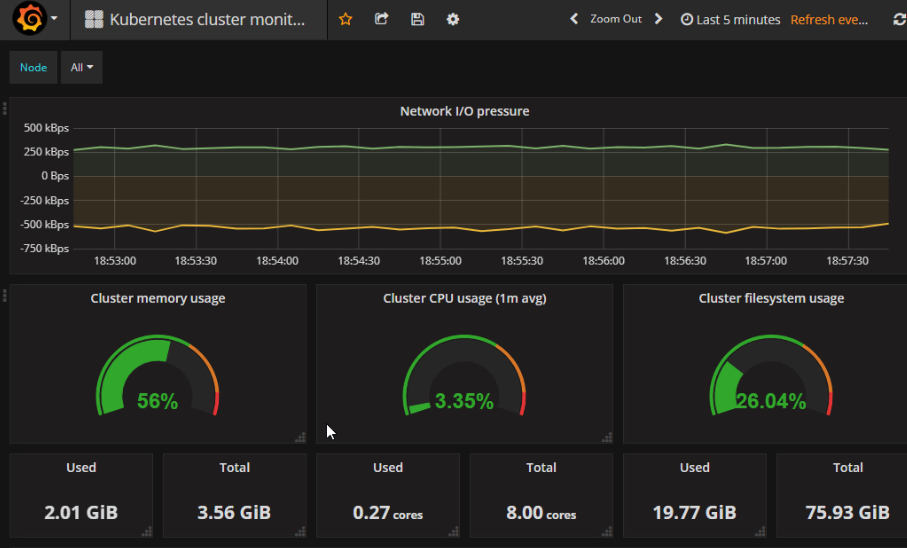 Kubernetes cluster monit...
Zoom Out
Last 5 minutes
Refresh eve...
Node
All
Network I/O pressure
500 kBps
250 kBps
0 Bps
-250 kBps
-500 kBps
-750 kBps
18:53:00 18:53:30 18:54:00 18:54:30 18:55:00 18:55:30 18:56:00 18:56:30 18:57:00 18:57:30
Cluster memory usage
56%
Cluster CPU usage (1m avg)
3.35%
Cluster filesystem usage
26.04%
Used
2.01 GiB
Total
3.56 GiB
Used
0.27 cores
Total
8.00 cores
Used
19.77 GiB
Total
75.93 GiB